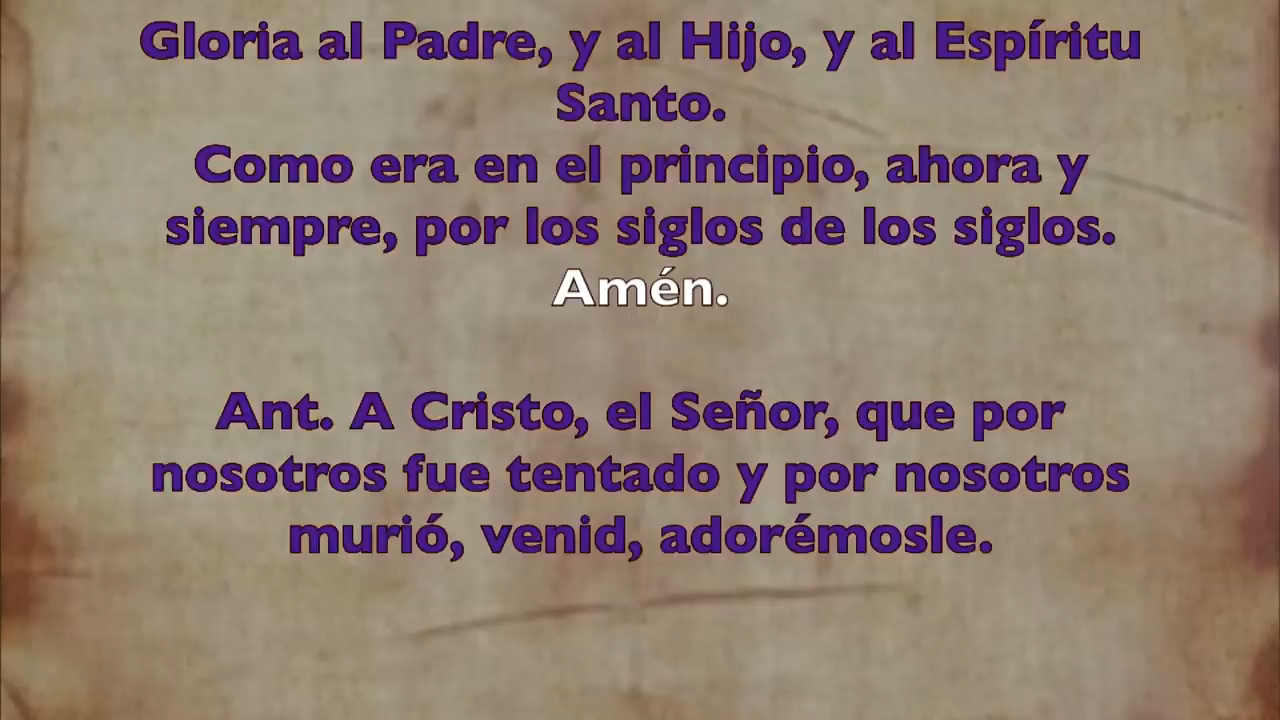 Gloria al Padre, y al Hijo, y al Espíritu
Santo.
Como era en el principio, ahora y
siempre, por los siglos de los siglos.
Amén.
Ant. A Cristo, el Señor, que por
nosotros fue tentado y por nosotros
murió, venid, adorémosle.